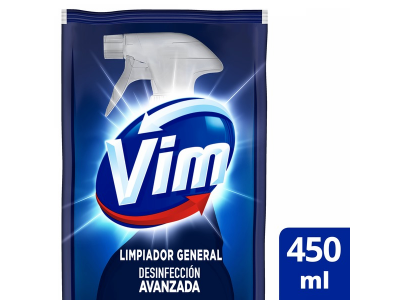 Vim
LIMPIADOR GENERAL
DESINFECCIÓN
AVANZADA
450
ml